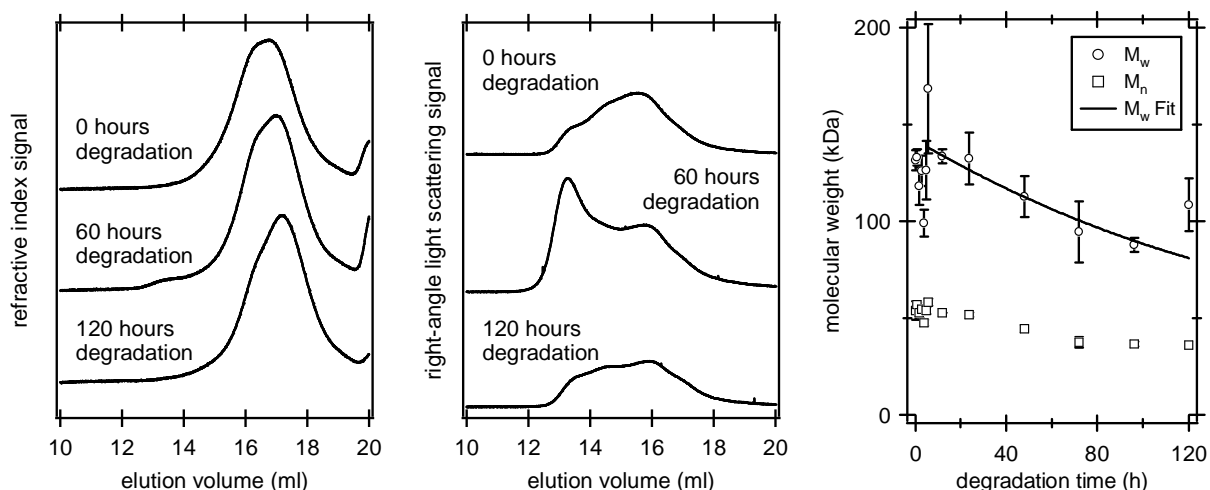 refractive index signal
0 hours
degradation
60 hours
degradation
120 hours
degradation
10 12 14 16 18 20
elution volume (ml)
right-angle light scattering signal
0 hours
degradation
60 hours
degradation
120 hours
degradation
10 12 14 16 18 20
elution volume (ml)
molecular weight (kDa)
200
100
0
M_w
M_n
M_w Fit
0 40 80 120
degradation time (h)